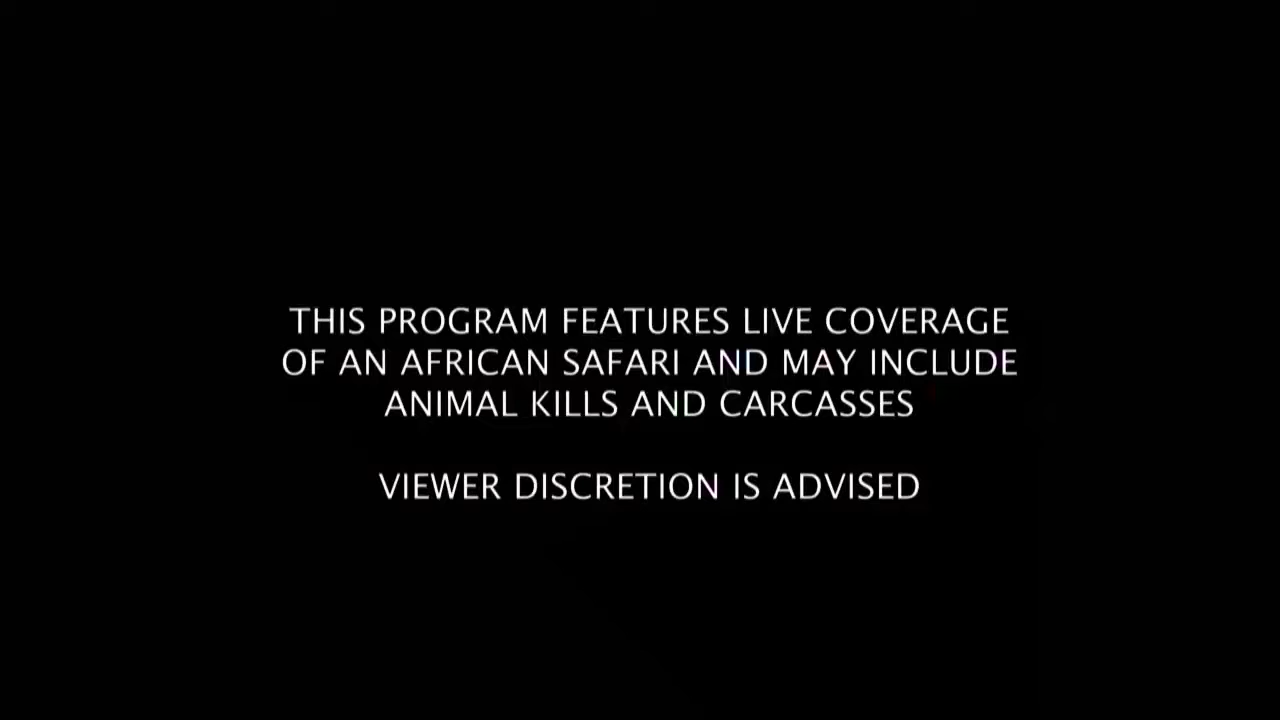 THIS PROGRAM FEATURES LIVE COVERAGE
OF AN AFRICAN SAFARI AND MAY INCLUDE
ANIMAL KILLS AND CARCASSES
VIEWER DISCRETION IS ADVISED